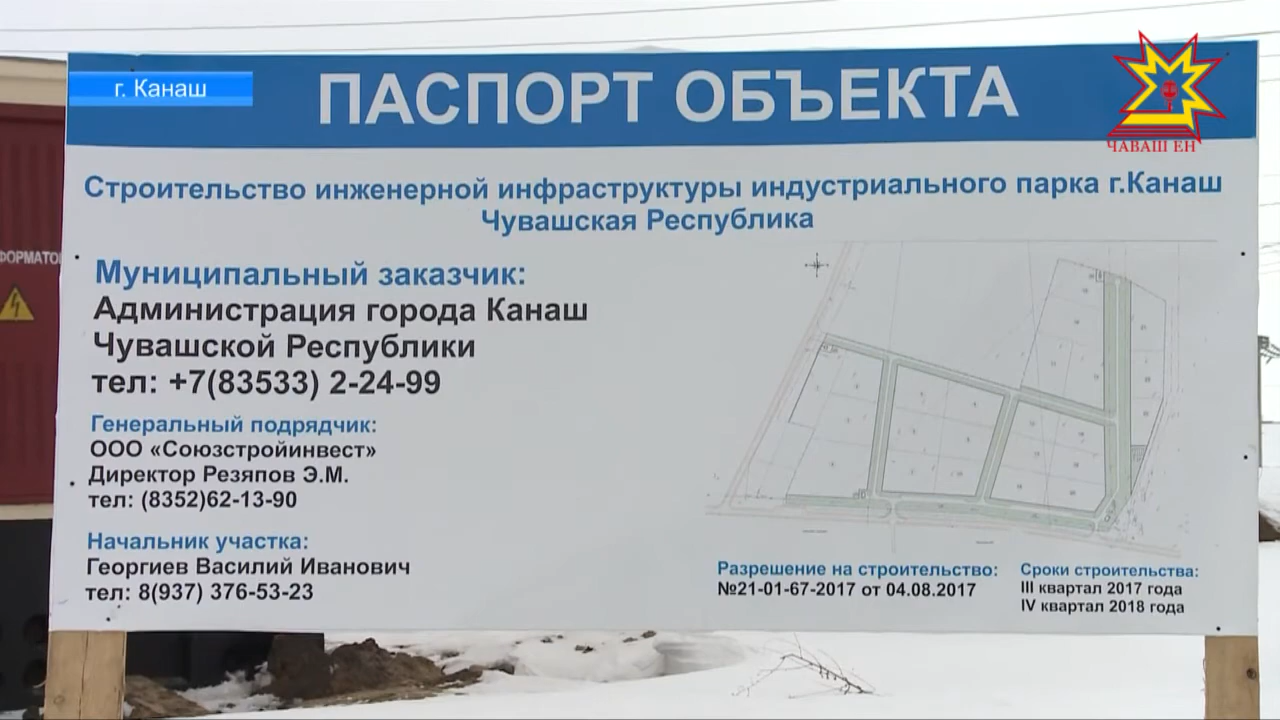 г. Канаш
ПАСПОРТ ОБЪЕКТА
ЧАВАШ ЕН
Строительство инженерной инфраструктуры индустриального парка г.Канаш
Чувашская Республика
Муниципальный заказчик:
Администрация города Канаш
Чувашской Республики
тел: +7(83533) 2-24-99
Генеральный подрядчик:
ООО «Союзстройинвест»
Директор Резяпов Э.М.
тел: (8352)62-13-90
Начальник участка:
Георгиев Василий Иванович
тел: 8(937) 376-53-23
Разрешение на строительство:
№21-01-67-2017 от 04.08.2017
Сроки строительства:
III квартал 2017 года
IV квартал 2018 года